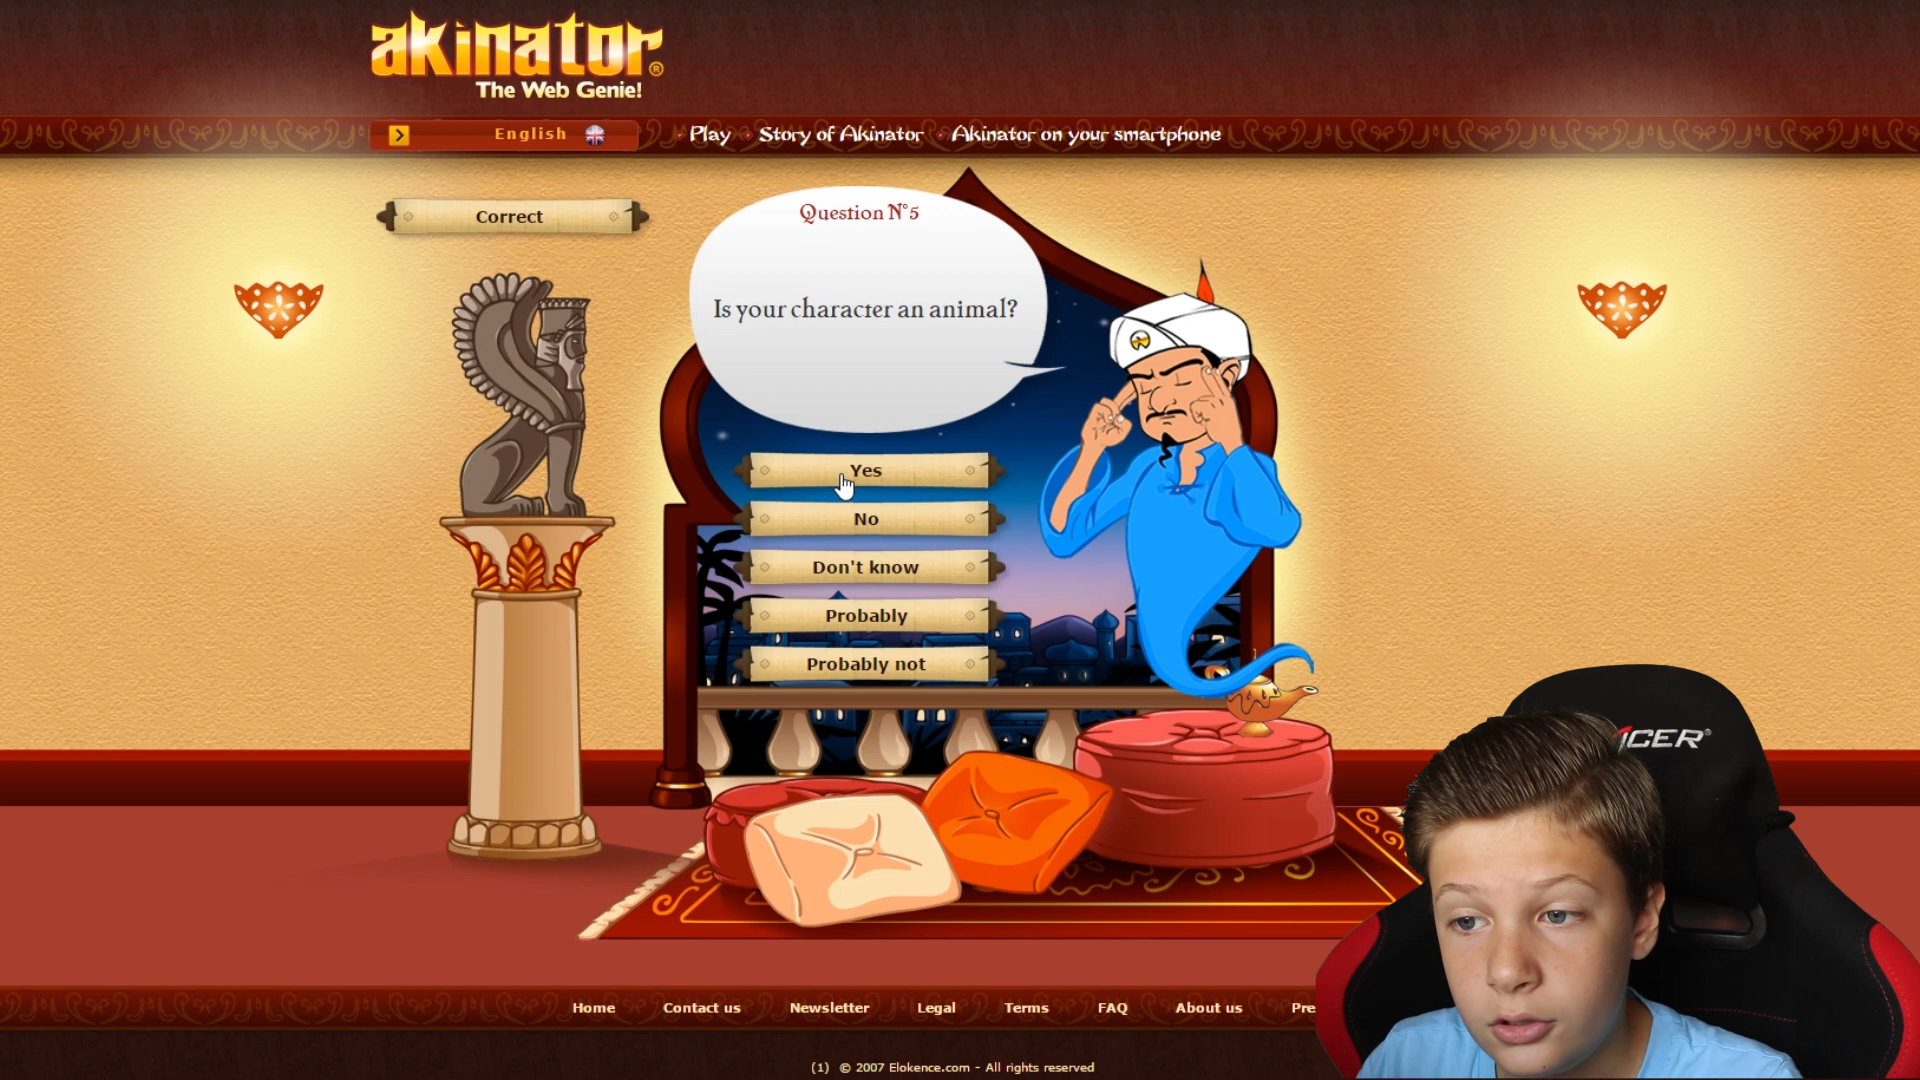 akinator®
The Web Genie!
English
Play
Story of Akinator
Akinator on your smartphone
Correct
Question N°5
Is your character an animal?
Yes
No
Don't know
Probably
Probably not
Home
Contact us
Newsletter
Legal
Terms
FAQ
About us
Pre
(1) © 2007 Elokence.com - All rights reserved